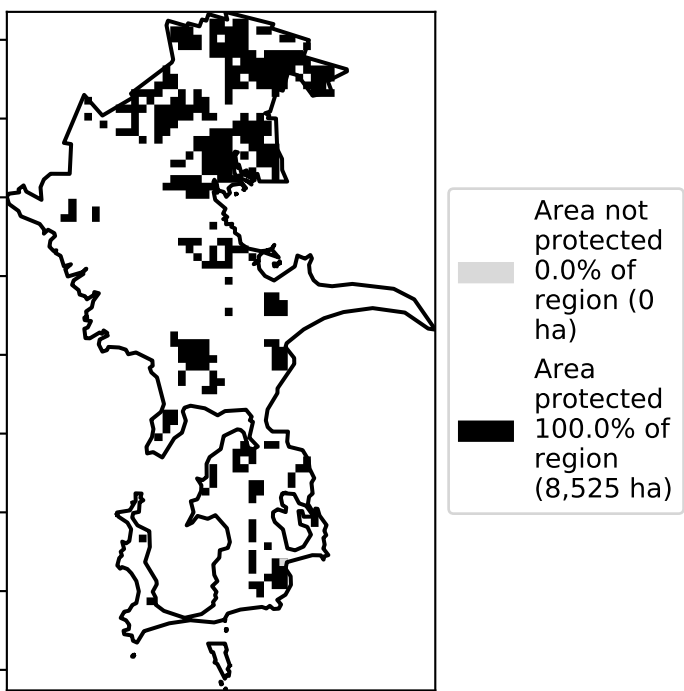 Area not
protected
0.0% of
region (0
ha)
Area
protected
100.0% of
region
(8,525 ha)